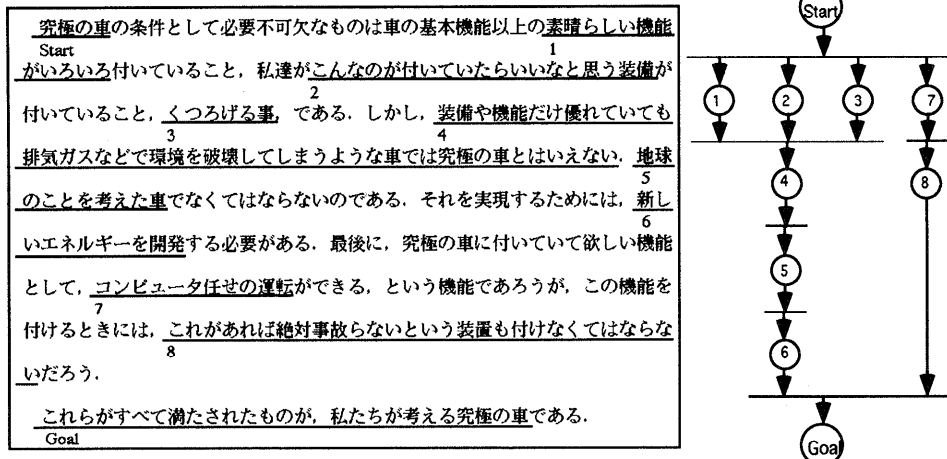 究極の車の条件として必要不可欠なものは車の基本機能以上の素晴らしい機能
Start 1
がいろいろ付いていること，私達がこんなのが付いていたらいいなと思う装備が
2
付いていること，くつろげる事，である．しかし，装備や機能だけ優れていても
3 4
排気ガスなどで環境を破壊してしまうような車では究極の車とはいえない．地球
5
のことを考えた車でなくてはならないのである．それを実現するためには，新し
6
いエネルギーを開発する必要がある．最後に，究極の車に付いていて欲しい機能
として，コンピュータ任せの運転ができる，という機能であろうが，この機能を
7
付けるときには，これがあれば絶対事故らないという装置も付けなくてはならな
8
いだろう．
これらがすべて満たされたものが，私たちが考える究極の車である．
Goal
Start
1 2 3 7
4 8
5
6
Goal